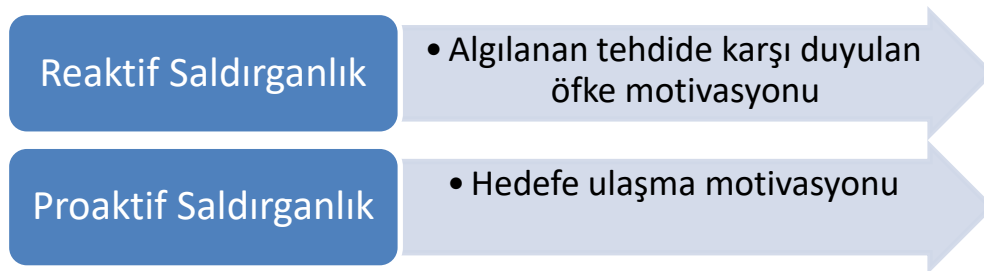 Reaktif Saldırganlık
• Algılanan tehdide karşı duyulan
öfke motivasyonu
Proaktif Saldırganlık
• Hedefe ulaşma motivasyonu